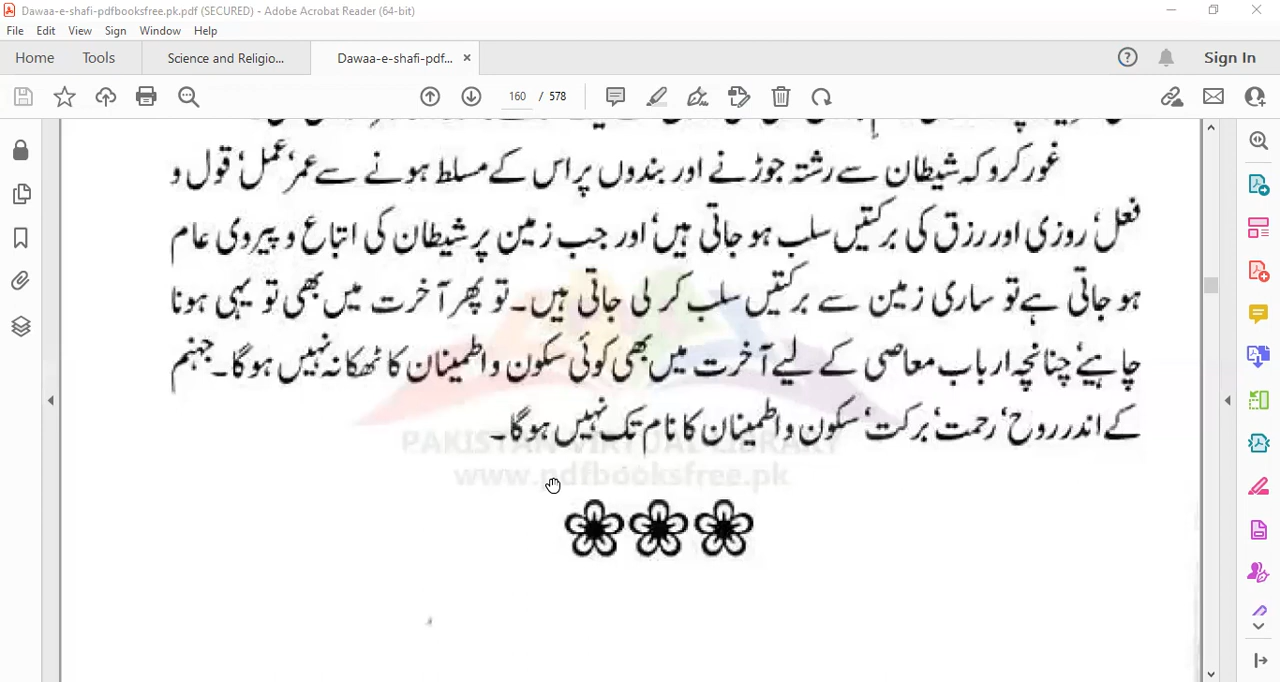 Dawaa-e-shafi-pdfbooksfree.pk.pdf (SECURED) - Adobe Acrobat Reader (64-bit)
File Edit View Sign Window Help
Home Tools Science and Religio... Dawaa-e-shafi-pdf... × Sign In
160 / 578
غور کرو کہ شیطان سے رشتہ جوڑنے اور بندوں پر اس کے مسلط ہونے سے عمر‘ عمل‘ قول و
فعل‘ روزی اور رزق کی برکتیں سلب ہو جاتی ہیں‘ اور جب زمین پر شیطان کی اتباع و پیروی عام
ہو جاتی ہے تو ساری زمین سے برکتیں سلب کر لی جاتی ہیں۔ تو پھر آخرت میں بھی تو یہی ہونا
چاہیے‘ چنانچہ ارباب معاصی کے لیے آخرت میں بھی کوئی سکون و اطمینان کا ٹھکانہ نہیں ہوگا۔ جہنم
کے اندر روح‘ رحمت‘ برکت‘ سکون و اطمینان کا نام تک نہیں ہوگا۔
PAKISTAN VIRTUAL LIBRARY
www.pdfbooksfree.pk